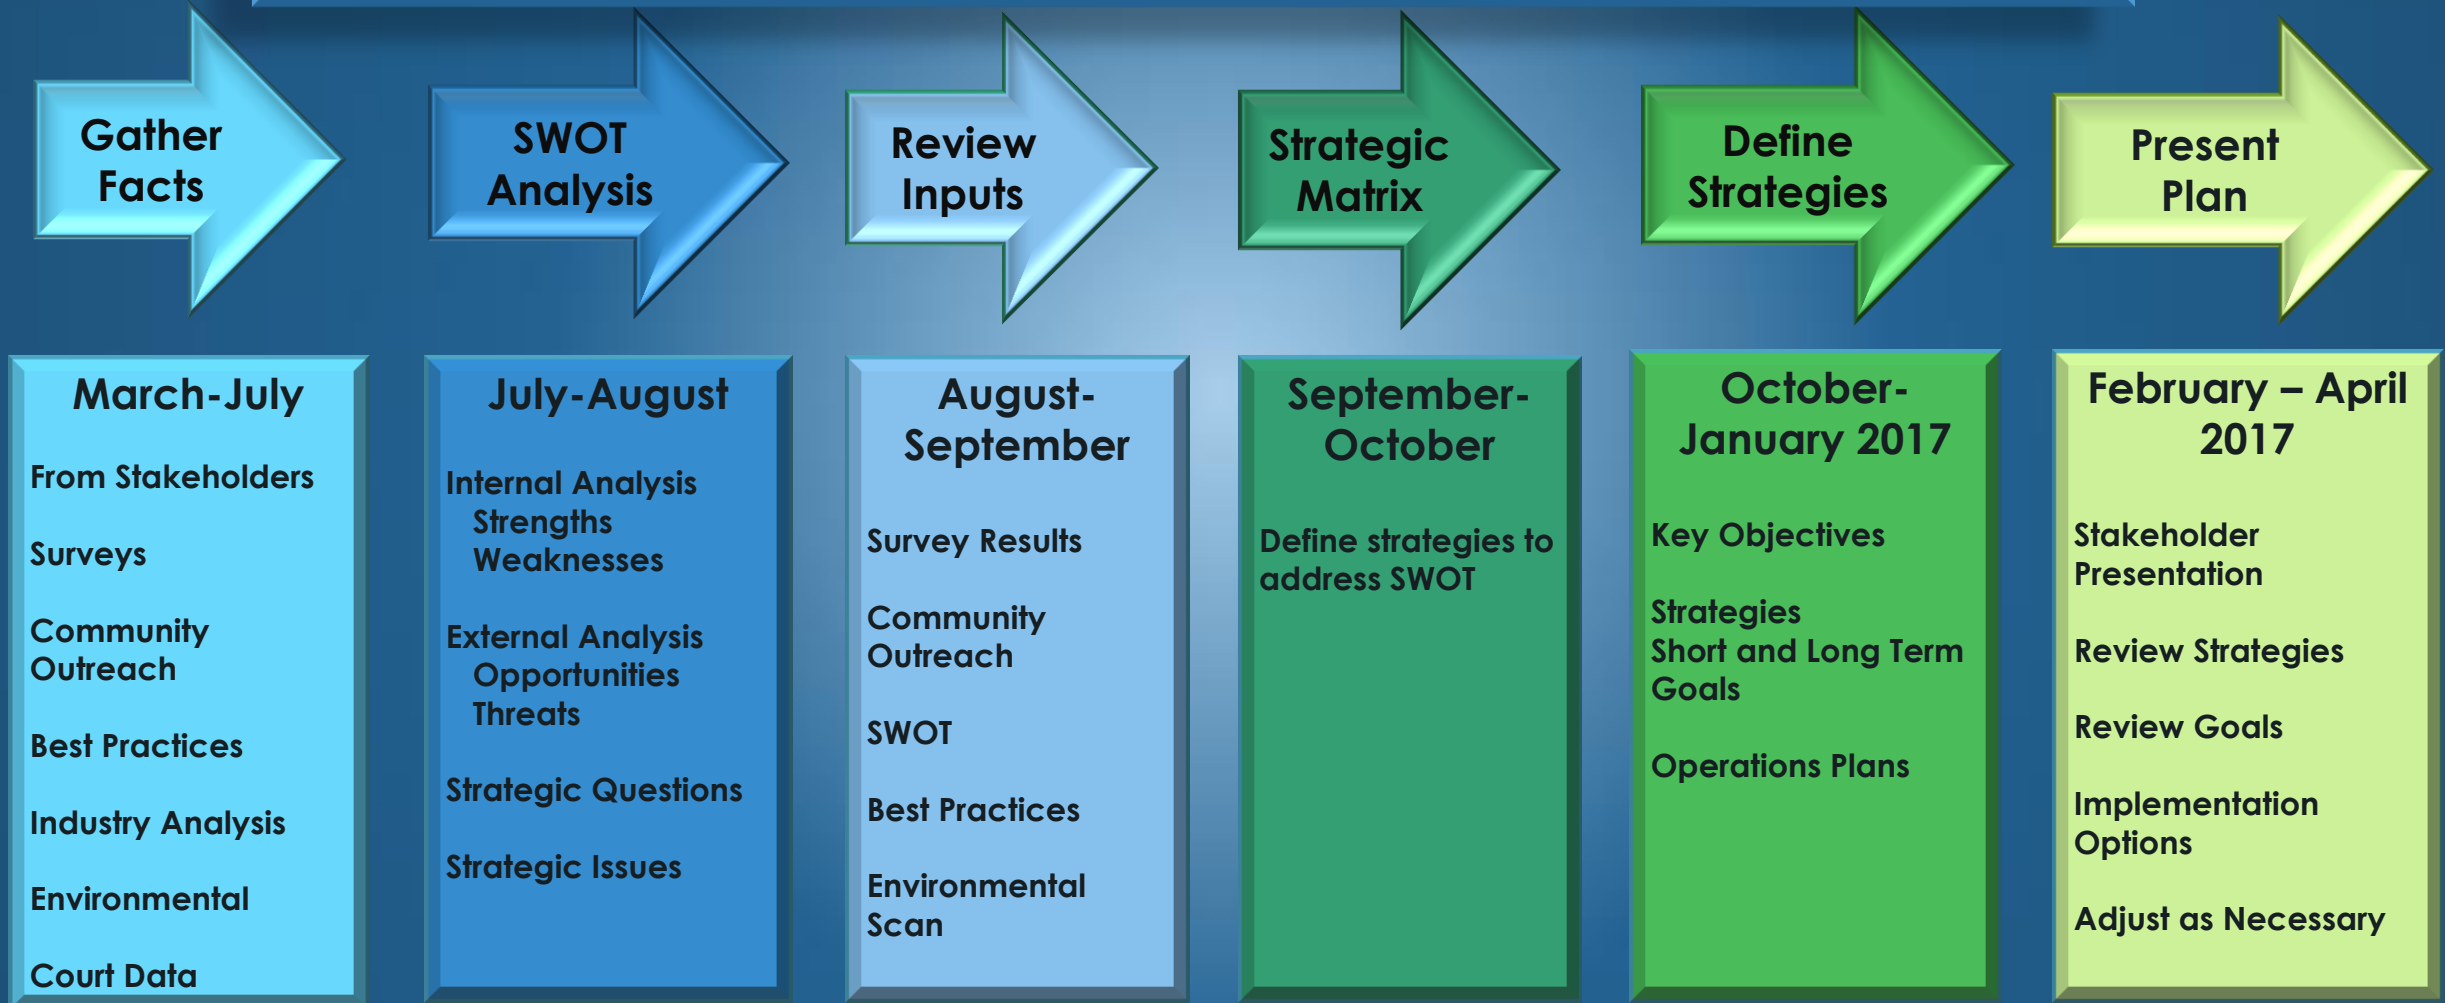 Gather
Facts
SWOT
Analysis
Review
Inputs
Strategic
Matrix
Define
Strategies
Present
Plan
March-July
From Stakeholders
Surveys
Community
Outreach
Best Practices
Industry Analysis
Environmental
Court Data
July-August
Internal Analysis
Strengths
Weaknesses
External Analysis
Opportunities
Threats
Strategic Questions
Strategic Issues
August-
September
Survey Results
Community
Outreach
SWOT
Best Practices
Environmental
Scan
September-
October
Define strategies to
address SWOT
October-
January 2017
Key Objectives
Strategies
Short and Long Term
Goals
Operations Plans
February – April
2017
Stakeholder
Presentation
Review Strategies
Review Goals
Implementation
Options
Adjust as Necessary